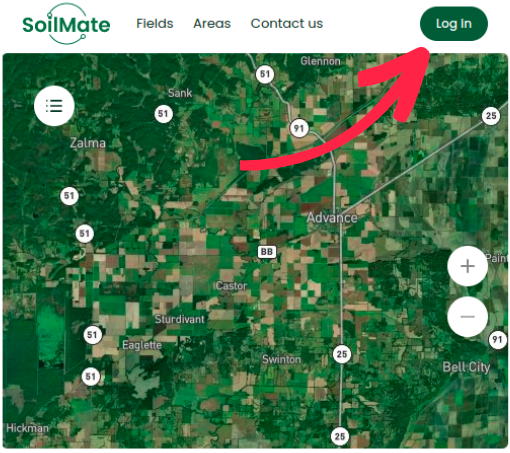 SoilMate
Fields
Areas
Contact us
Log In
Glennon
51
Sank
51
25
91
Zalma
51
Advance
51
BB
Castor
Sturdivant
51
Eaglette
91
Swinton
25
Bell City
51
Hickman
25